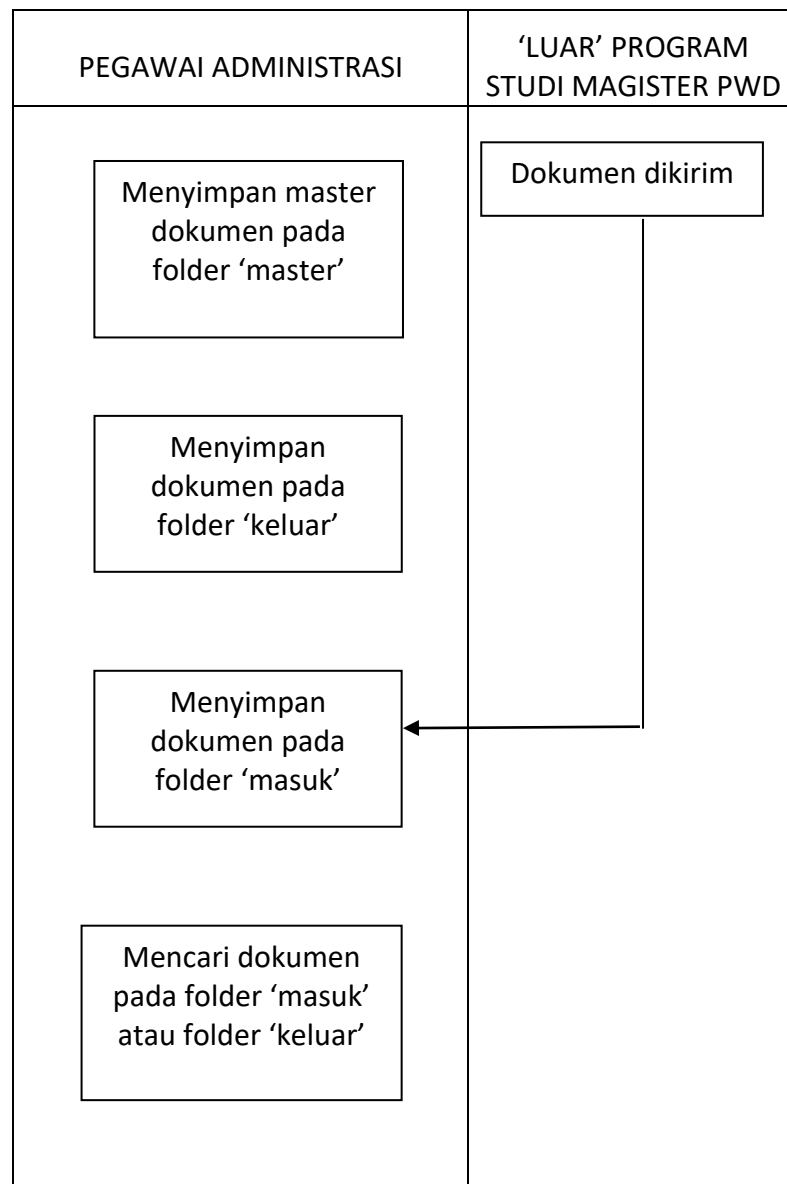 PEGAWAI ADMINISTRASI
‘LUAR’ PROGRAM
STUDI MAGISTER PWD
Menyimpan master
dokumen pada
folder ‘master’
Dokumen dikirim
Menyimpan
dokumen pada
folder ‘keluar’
Menyimpan
dokumen pada
folder ‘masuk’
Mencari dokumen
pada folder ‘masuk’
atau folder ‘keluar’